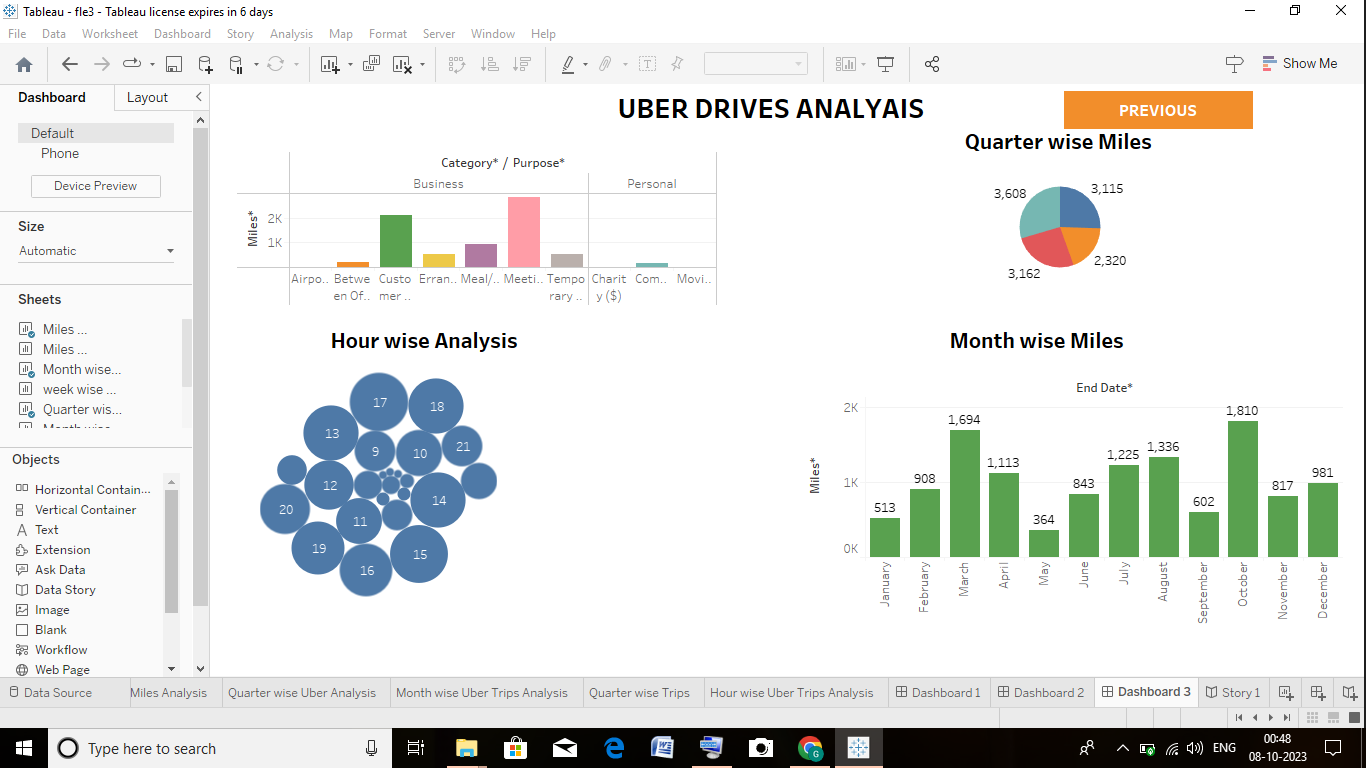 Tableau - fle3 - Tableau license expires in 6 days
File Data Worksheet Dashboard Story Analysis Map Format Server Window Help
Show Me
Dashboard Layout
Default
Phone
Device Preview
Size
Automatic
Sheets
Miles ...
Miles ...
Month wise...
week wise ...
Quarter wis...
Month wise
Objects
Horizontal Contain...
Vertical Container
Text
Extension
Ask Data
Data Story
Image
Blank
Workflow
Web Page
UBER DRIVES ANALYAIS
PREVIOUS
Category* / Purpose*
Business Personal
Miles*
2K
1K
Airpo.. Betwe en Of.. Custo mer .. Erran.. Meal/.. Meeti.. Tempo rary .. Charit y ($) Com.. Movi..
Quarter wise Miles
3,608 3,115
3,162 2,320
Hour wise Analysis
17 18
13
9 10 21
12 14
20 11
19 15
16
Month wise Miles
End Date*
Miles*
2K
1K
0K
513 908 1,694 1,113 364 843 1,225 1,336 602 1,810 817 981
January February March April May June July August September October November December
Data Source Miles Analysis Quarter wise Uber Analysis Month wise Uber Trips Analysis Quarter wise Trips Hour wise Uber Trips Analysis Dashboard 1 Dashboard 2 Dashboard 3 Story 1
Type here to search
ENG
00:48
08-10-2023